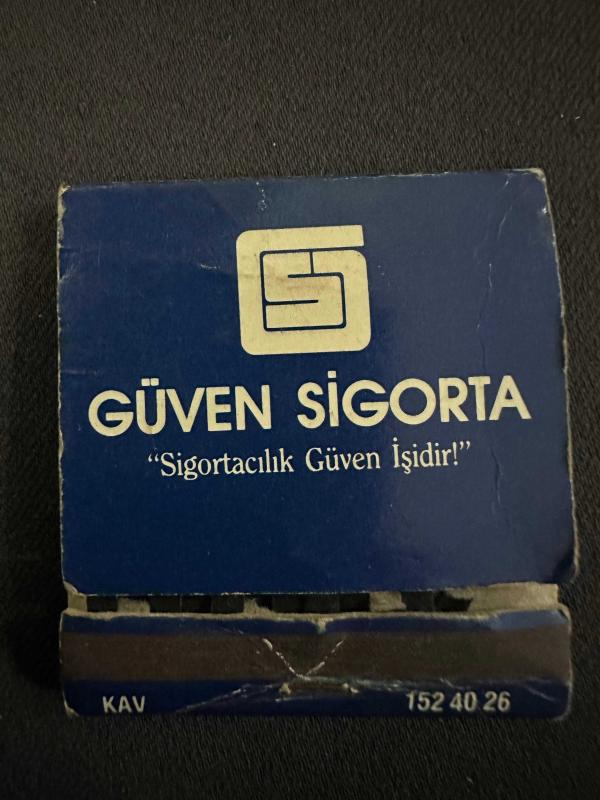 GÜVEN SİGORTA
“Sigortacılık Güven İşidir!”
KAV 152 40 26